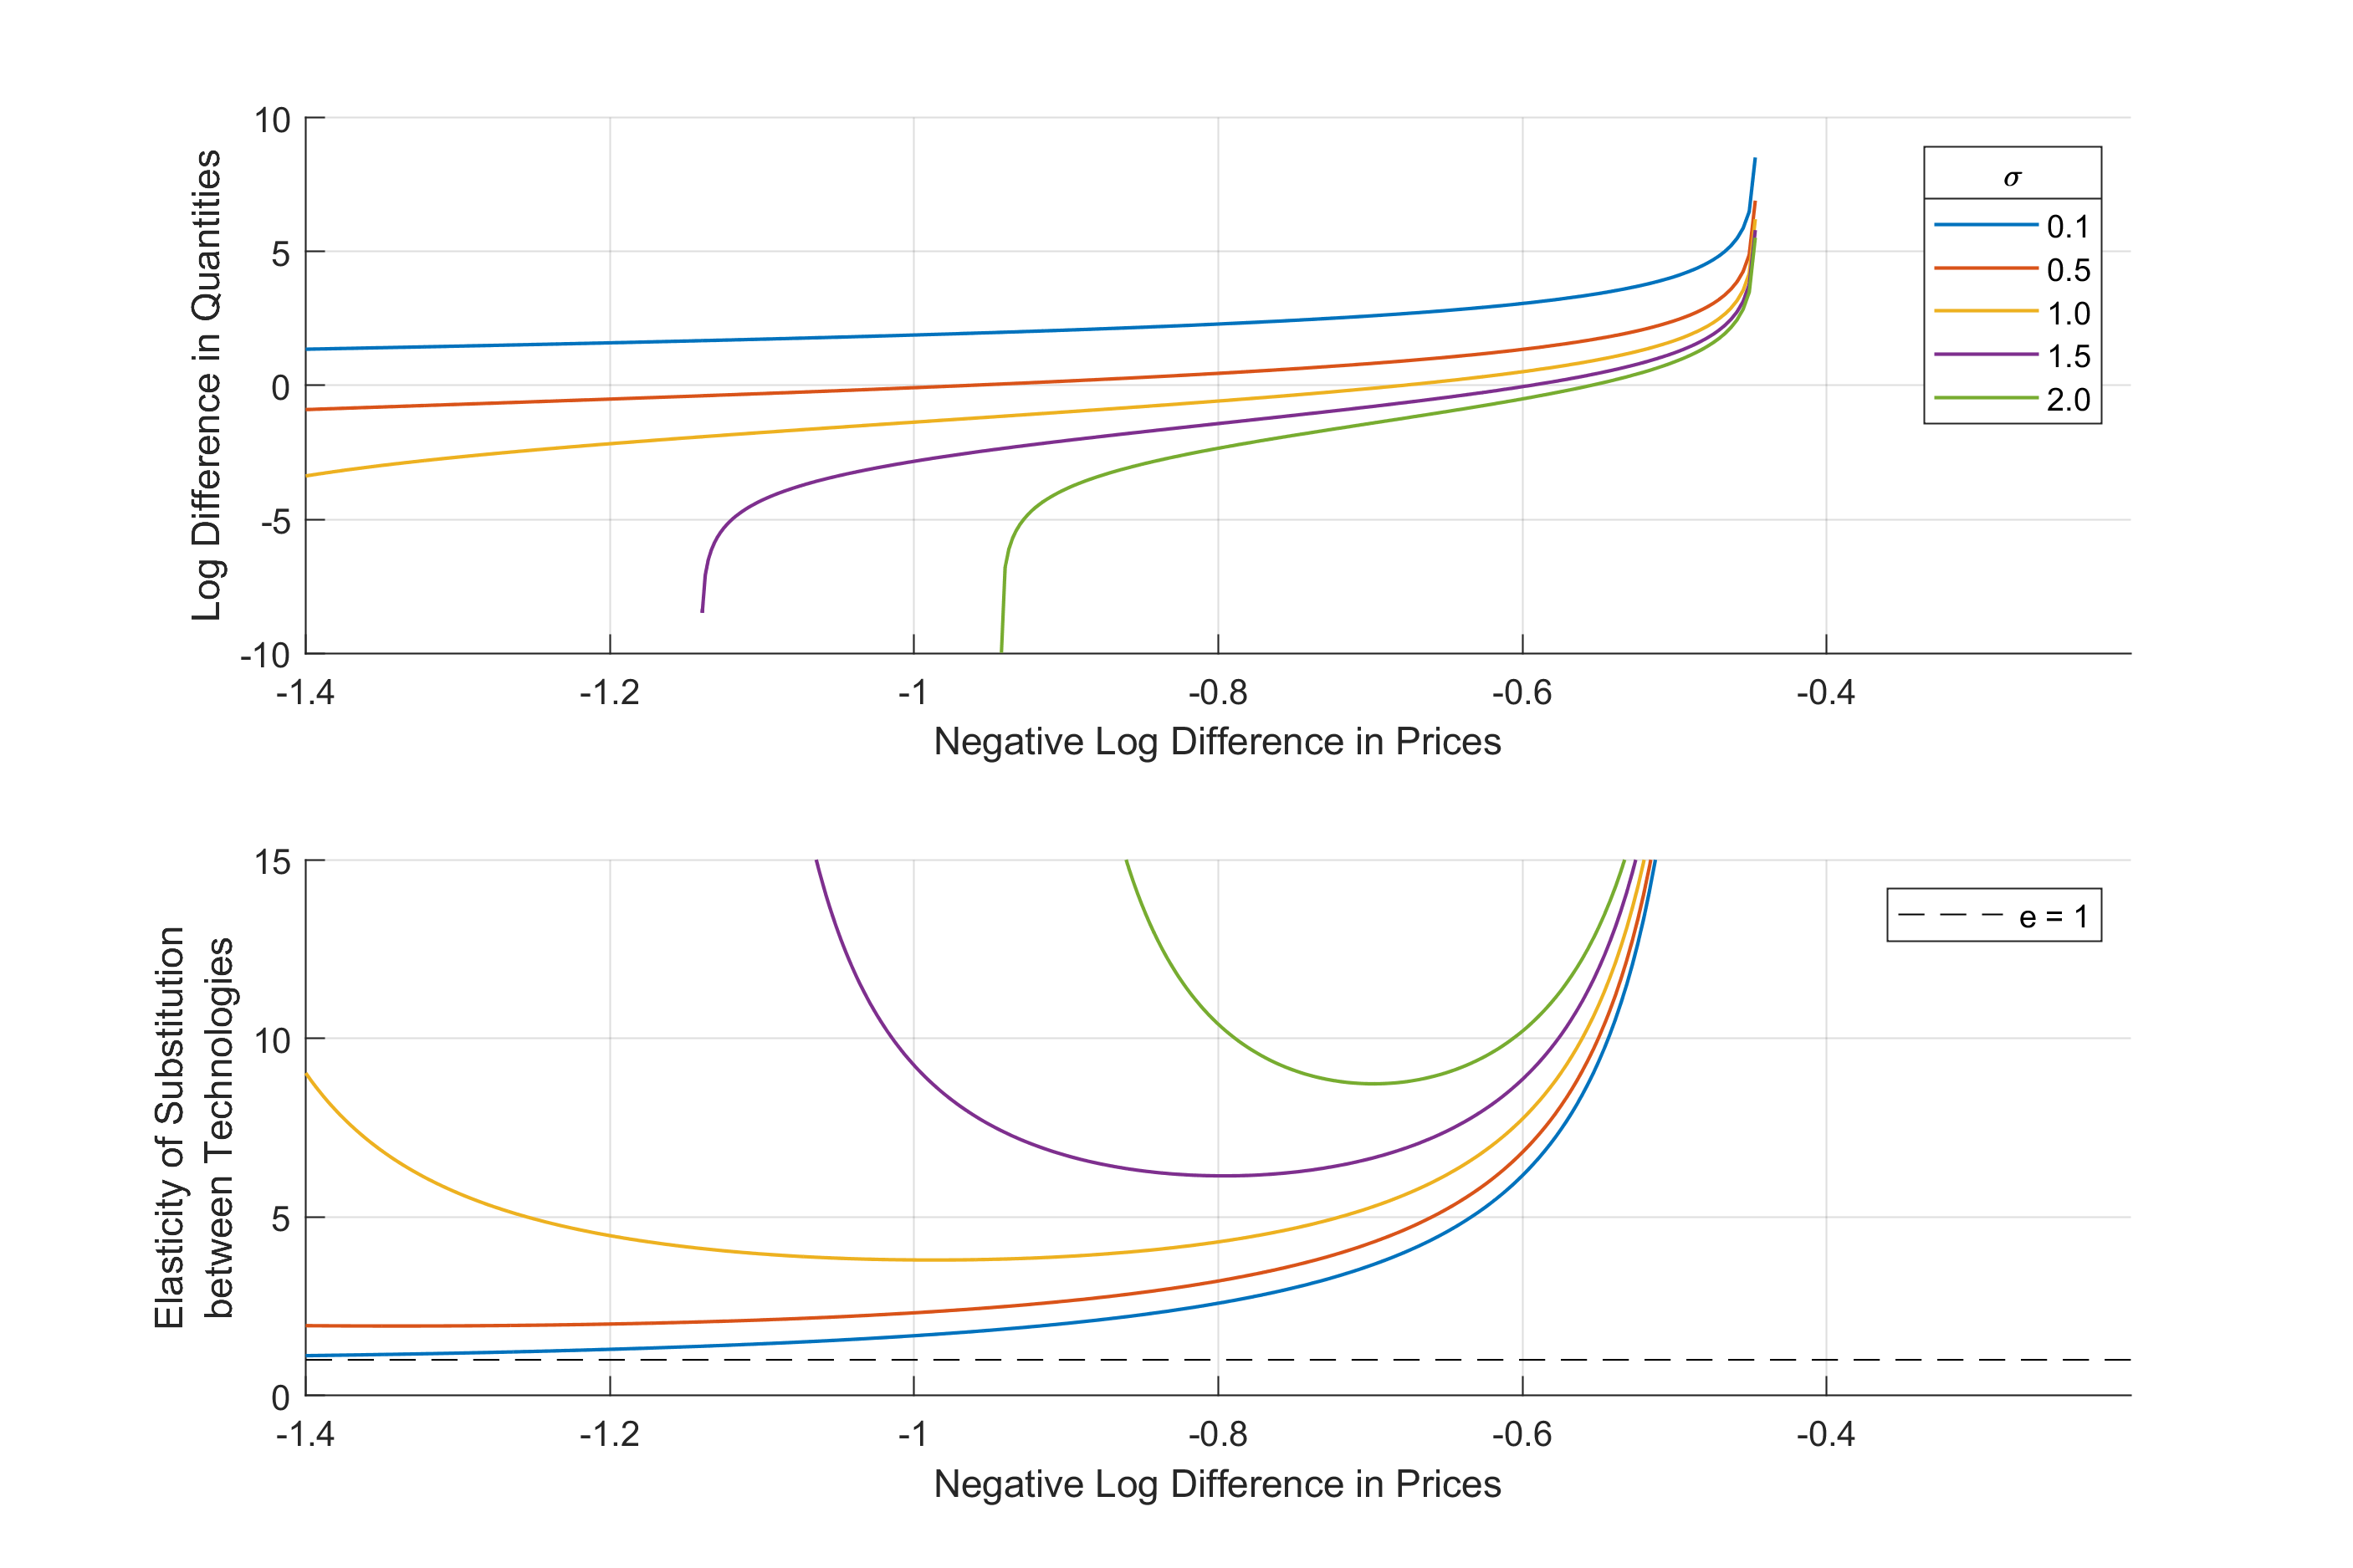 10
5
0
-5
-10
Log Difference in Quantities
-1.4 -1.2 -1 -0.8 -0.6 -0.4
Negative Log Difference in Prices
σ
0.1
0.5
1.0
1.5
2.0
15
10
5
0
Elasticity of Substitution
between Technologies
-1.4 -1.2 -1 -0.8 -0.6 -0.4
Negative Log Difference in Prices
e = 1